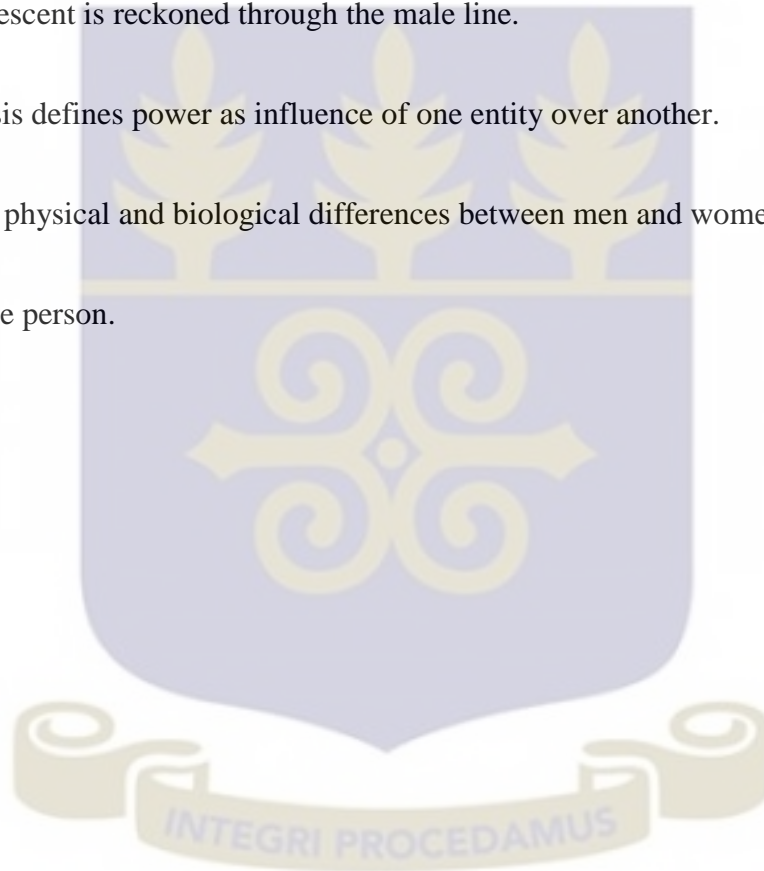 escent is reckoned through the male line.
is defines power as influence of one entity over another.
physical and biological differences between men and wome
e person.
INTEGRI PROCEDAMUS